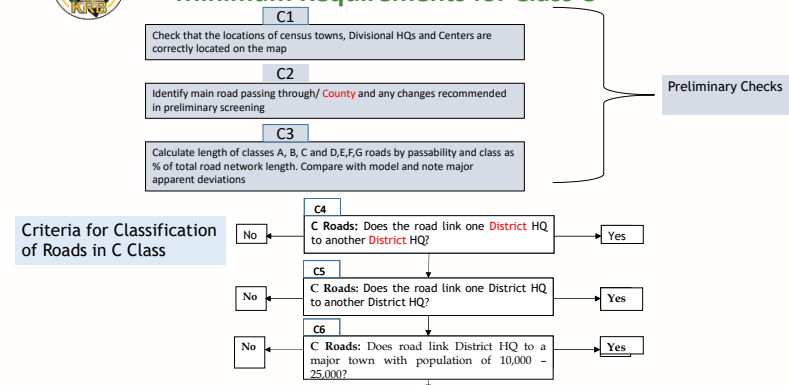 KRB
Minimum Requirements for Class C
C1
Check that the locations of census towns, Divisional HQs and Centers are
correctly located on the map
C2
Identify main road passing through/ County and any changes recommended
in preliminary screening
Preliminary Checks
C3
Calculate length of classes A, B, C and D,E,F,G roads by passability and class as
% of total road network length. Compare with model and note major
apparent deviations
Criteria for Classification
of Roads in C Class
C4
C Roads: Does the road link one District HQ
to another District HQ?
No
Yes
C5
C Roads: Does the road link one District HQ
to another District HQ?
No
Yes
C6
C Roads: Does road link District HQ to a
major town with population of 10,000 –
25,000?
No
Yes